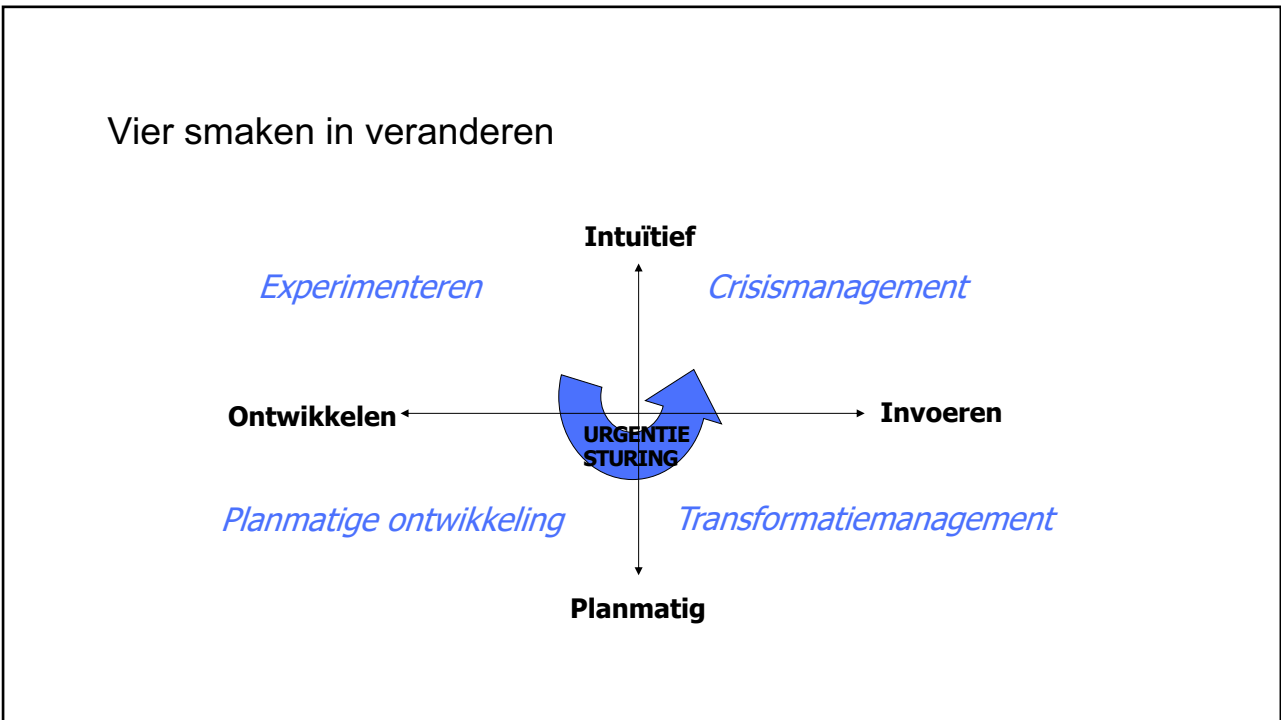 Vier smaken in veranderen
Intuïtief
Experimenteren
Crisismanagement
Ontwikkelen
Invoeren
URGENTIE
STURING
Planmatige ontwikkeling
Transformatiemanagement
Planmatig